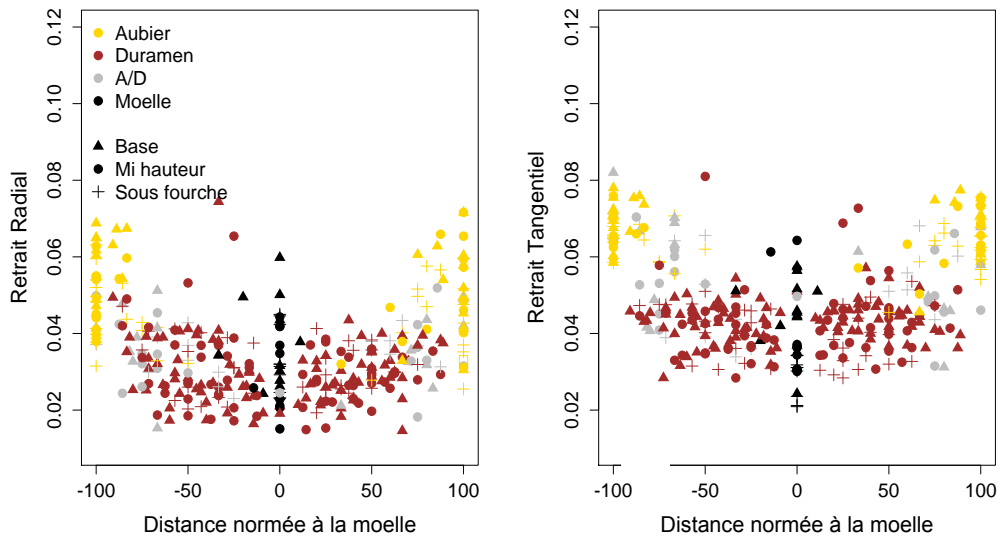 0.12
0.10
0.08
0.06
0.04
0.02
Retrait Radial
Aubier
Duramen
A/D
Moelle
Base
Mi hauteur
Sous fourche
-100 -50 0 50 100
Distance normée à la moelle
0.12
0.10
0.08
0.06
0.04
0.02
Retrait Tangentiel
-100 -50 0 50 100
Distance normée à la moelle